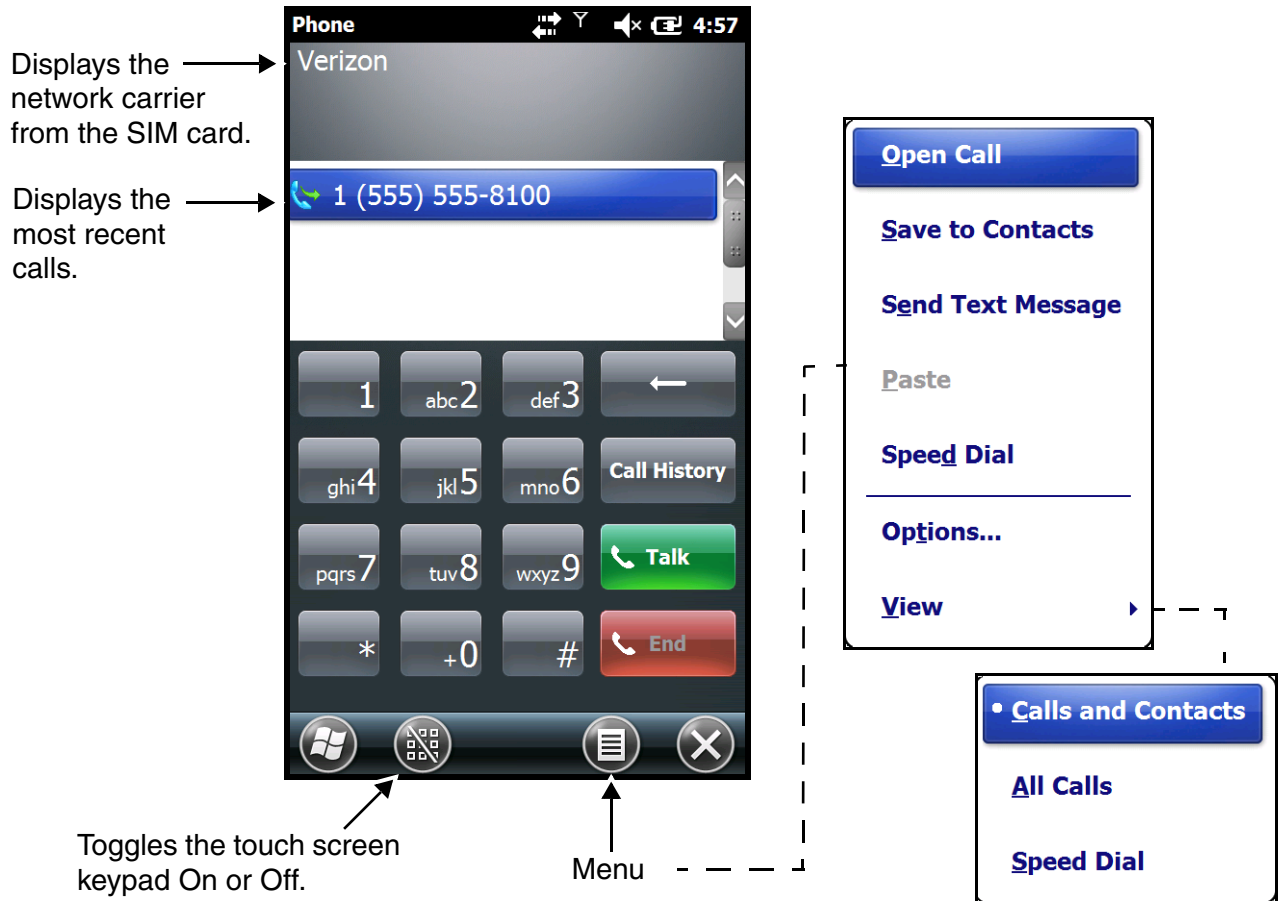 Phone 4:57
Verizon
Displays the
network carrier
from the SIM card.
1 (555) 555-8100
Displays the
most recent
calls.
1 abc2 def3 ←
ghi4 jkl5 mno6 Call History
pqrs7 tuv8 wxyz9 Talk
* +0 # End
Toggles the touch screen
keypad On or Off.
Menu
Open Call
Save to Contacts
Send Text Message
Paste
Speed Dial
Options...
View
Calls and Contacts
All Calls
Speed Dial